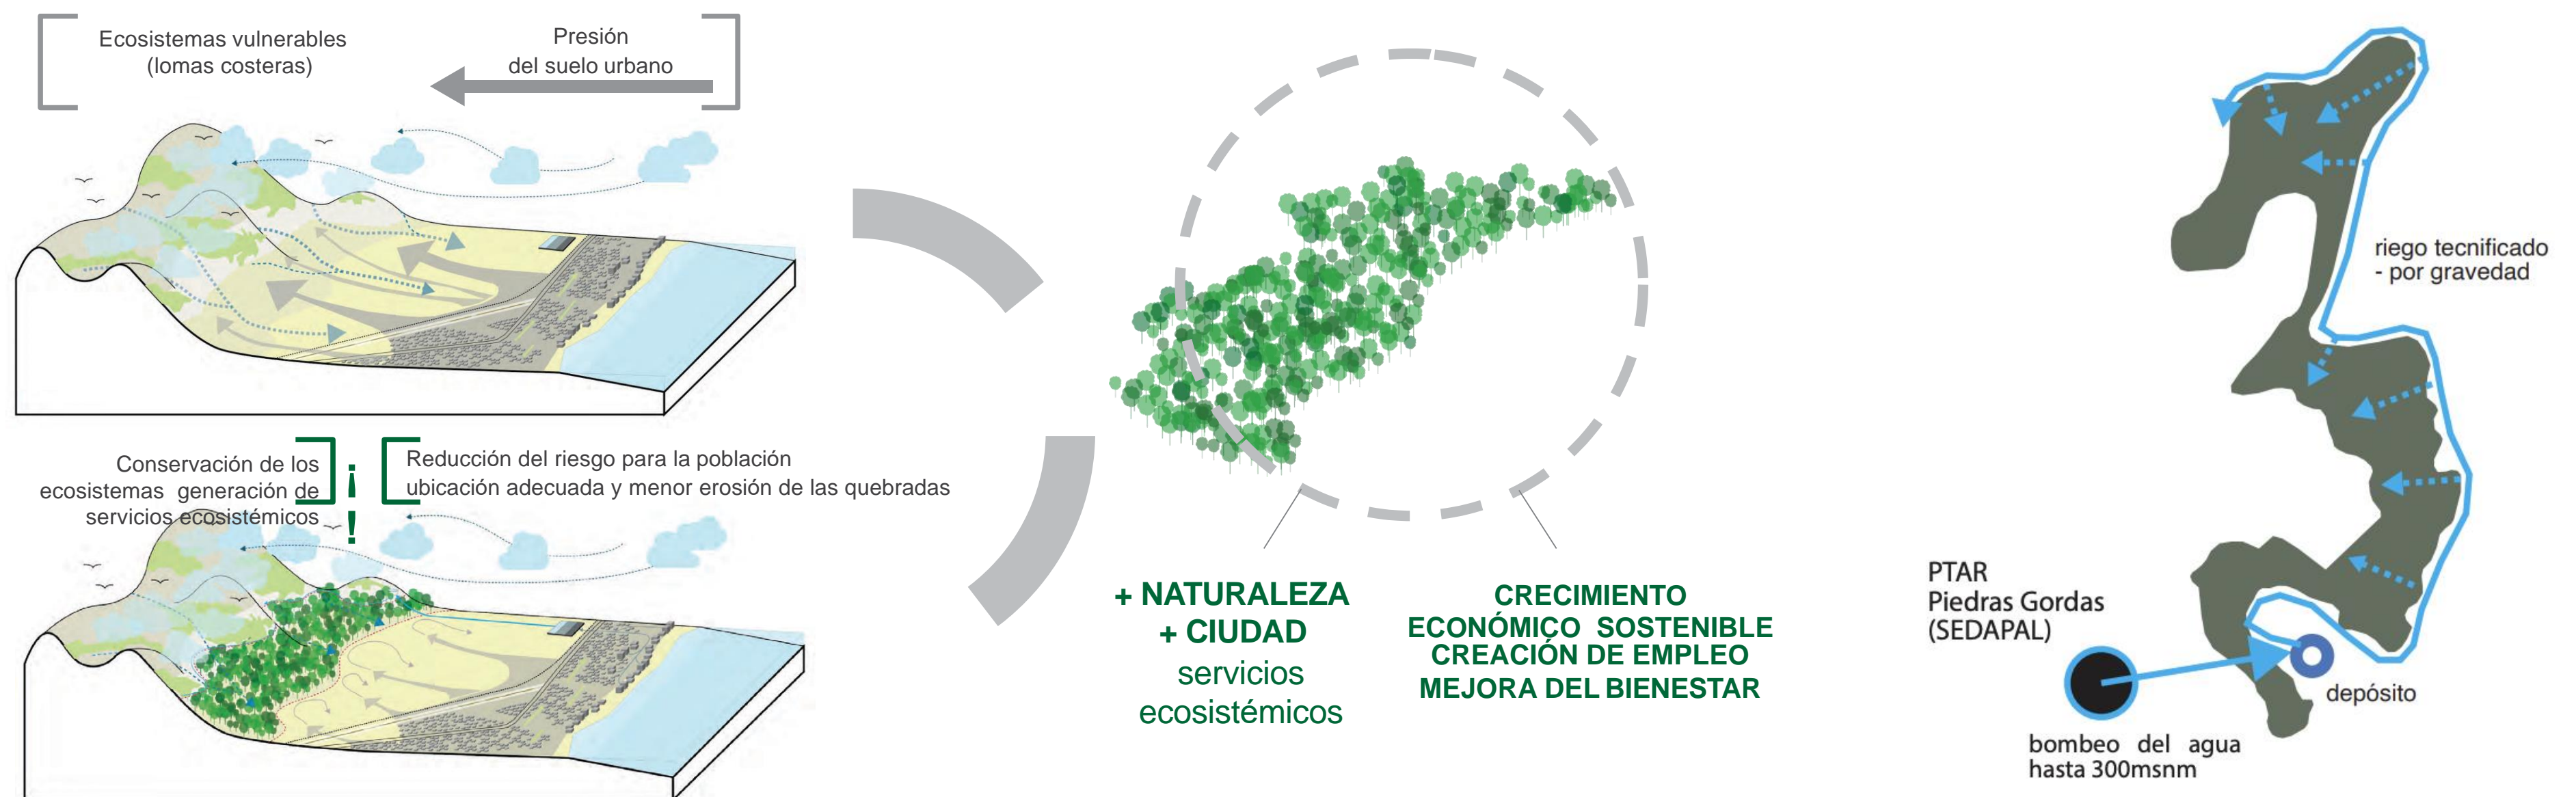 Ecosistemas vulnerables
(lomas costeras)
Presión
del suelo urbano
Conservación de los
ecosistemas generación de
servicios ecosistémicos
¡
!
Reducción del riesgo para la población
ubicación adecuada y menor erosión de las quebradas
+ NATURALEZA
+ CIUDAD
servicios
ecosistémicos
CRECIMIENTO
ECONÓMICO SOSTENIBLE
CREACIÓN DE EMPLEO
MEJORA DEL BIENESTAR
riego tecnificado
- por gravedad
PTAR
Piedras Gordas
(SEDAPAL)
depósito
bombeo del agua
hasta 300msnm